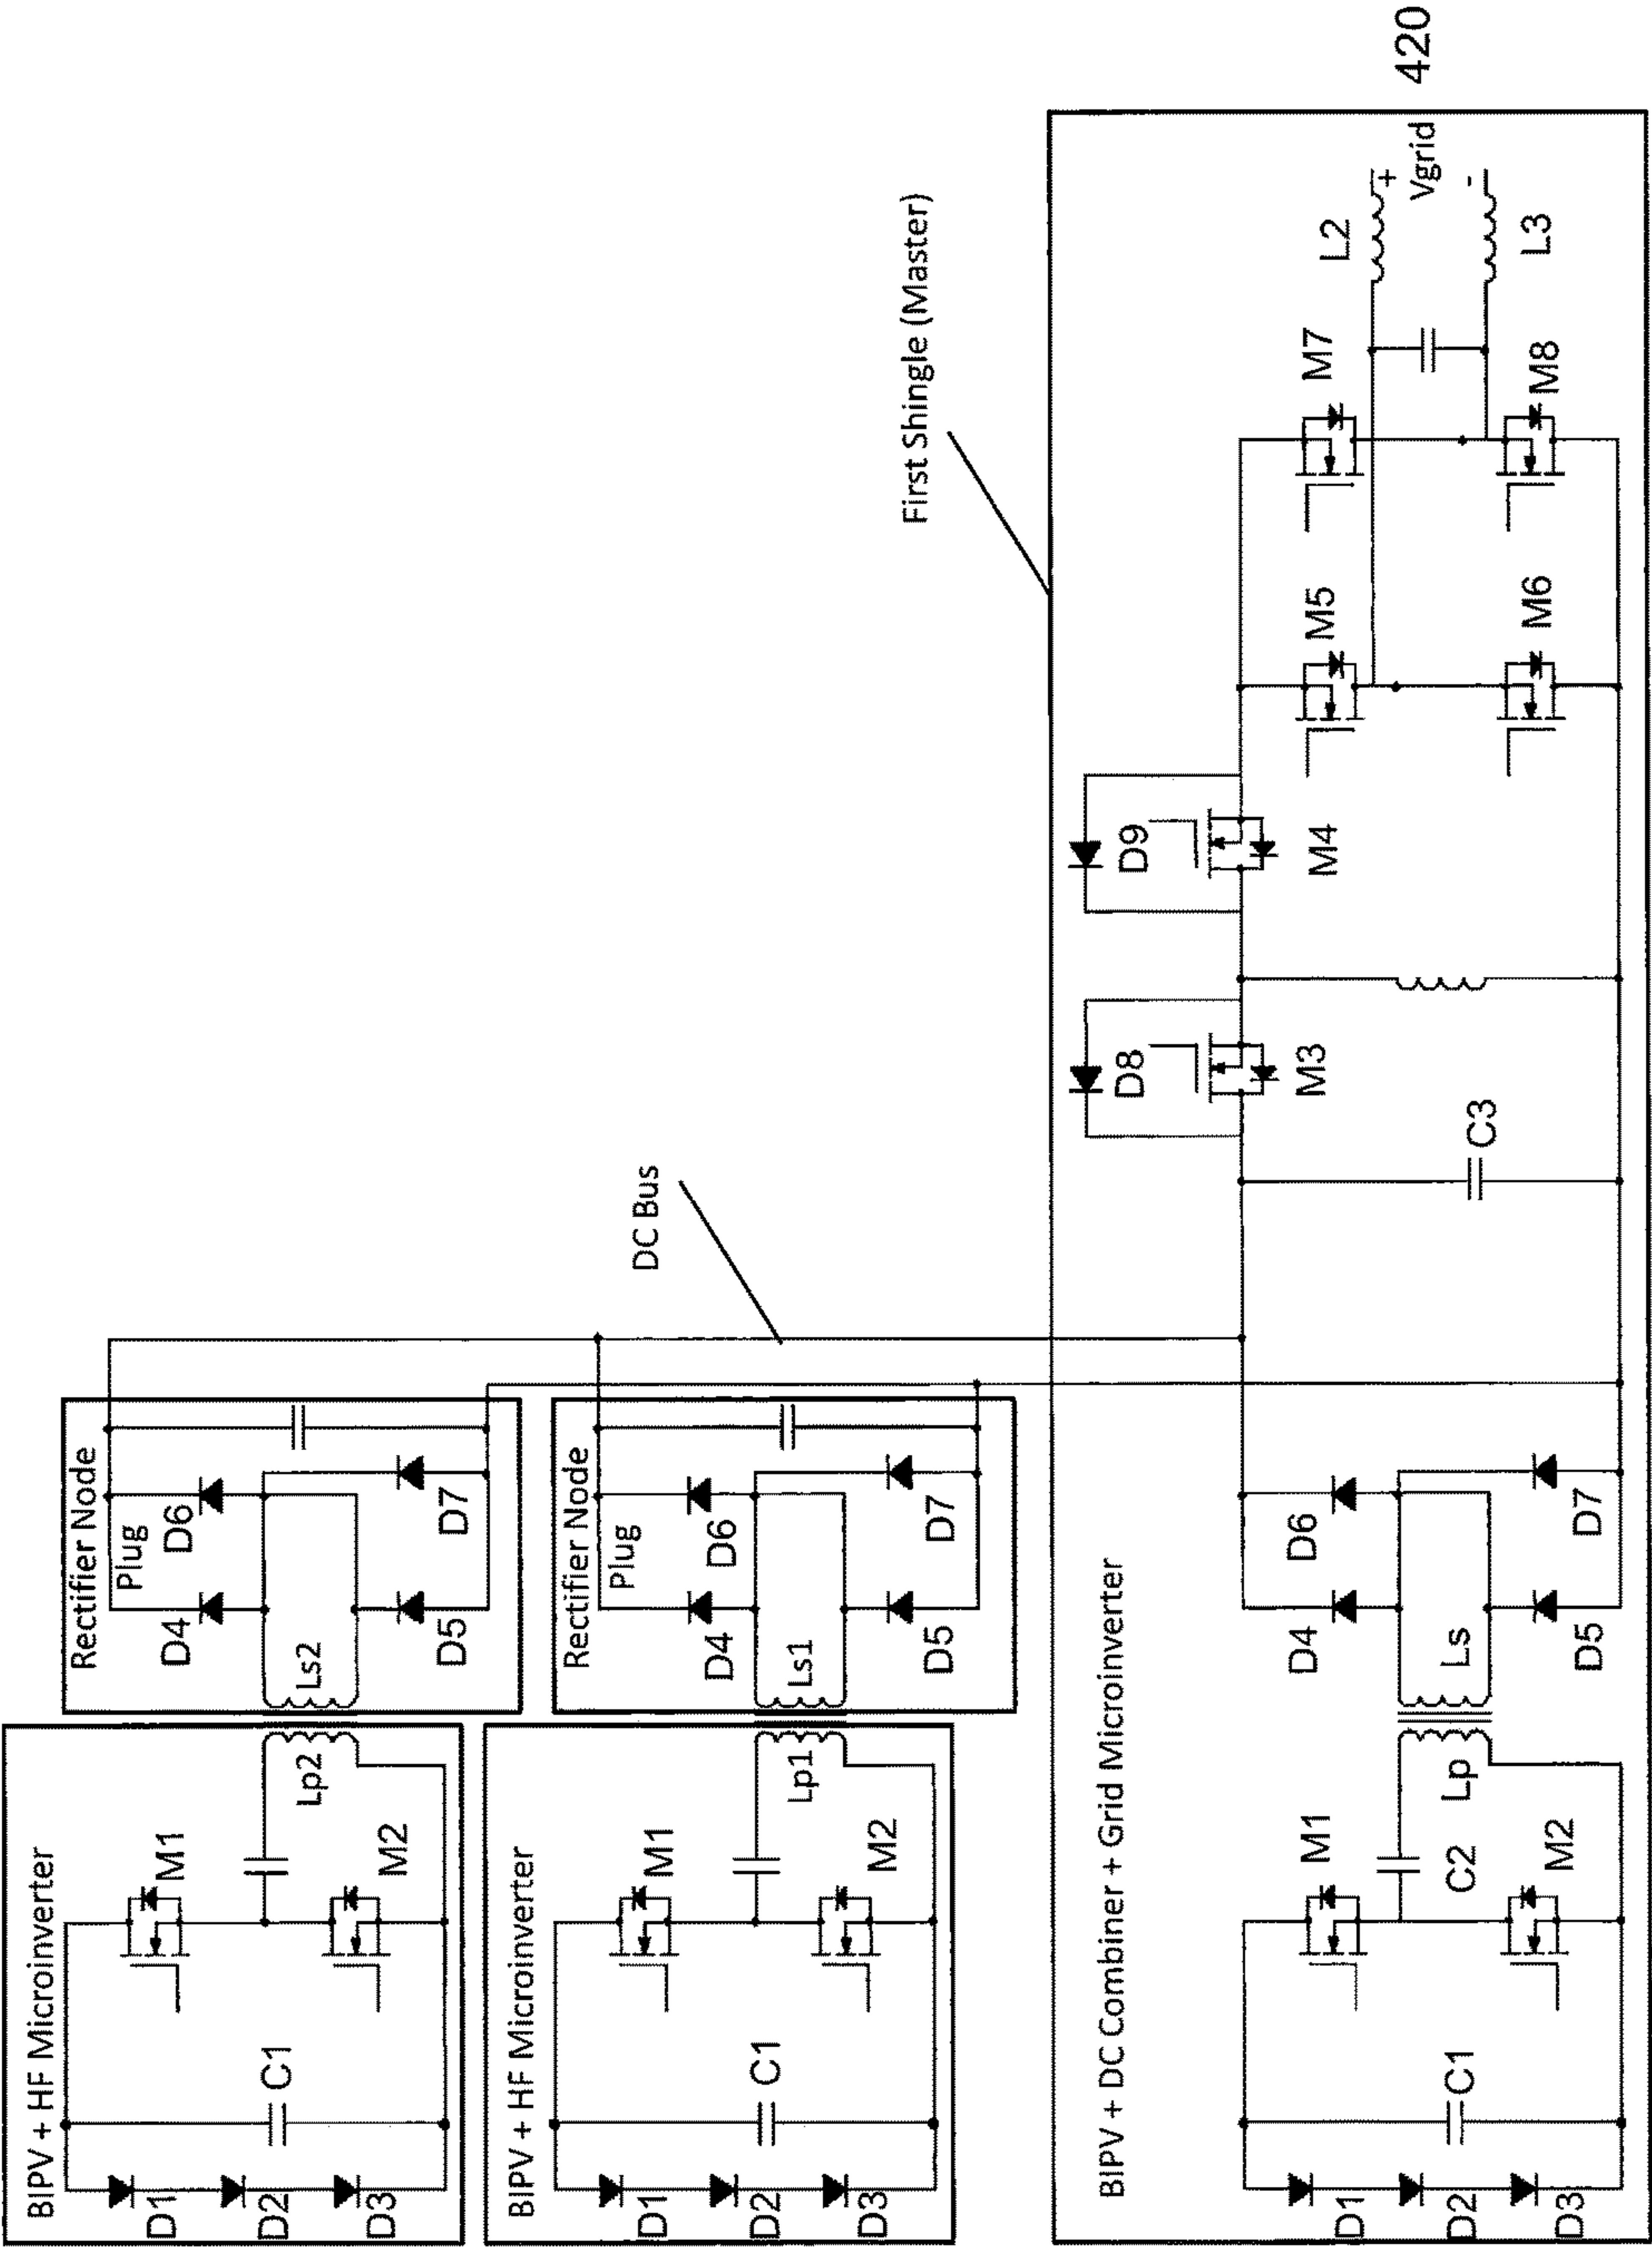 BIPV + HF Microinverter
D1
D2
D3
C1
M1
M2
Lp2
Rectifier Node
Plug
Ls2
D4
D6
D5
D7
BIPV + HF Microinverter
D1
D2
D3
C1
M1
M2
Lp1
Rectifier Node
Plug
Ls1
D4
D6
D5
D7
DC Bus
First Shingle (Master)
BIPV + DC Combiner + Grid Microinverter
D1
D2
D3
C1
M1
C2
M2
Lp
Ls
D4
D6
D5
D7
C3
D8
M3
D9
M4
M5
M6
M7
M8
L2
L3
+
Vgrid
-
420